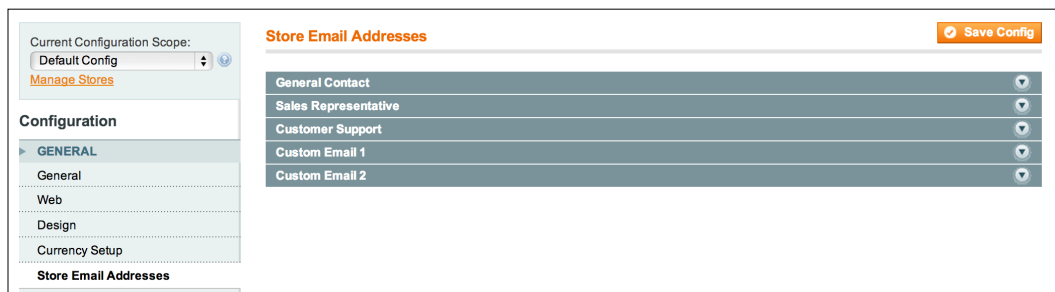 Current Configuration Scope:
Default Config
Manage Stores
Configuration
GENERAL
General
Web
Design
Currency Setup
Store Email Addresses
Store Email Addresses
Save Config
General Contact
Sales Representative
Customer Support
Custom Email 1
Custom Email 2